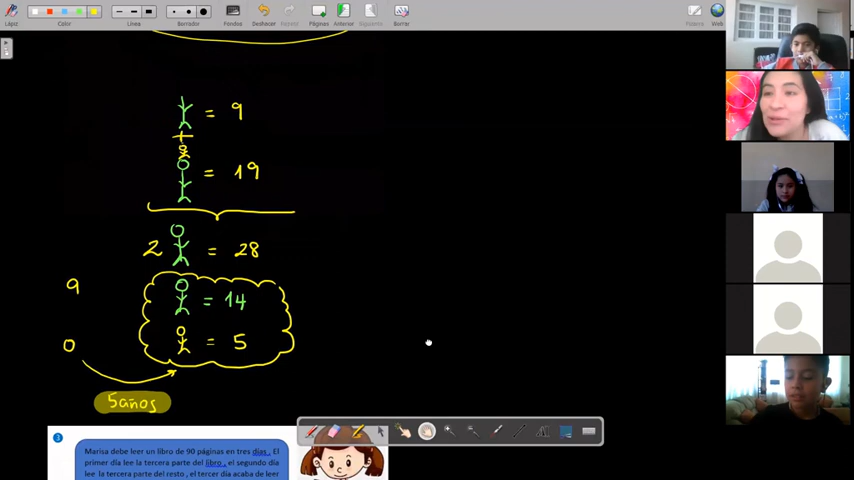 Lápiz
Color
Línea
Borrador
Fondos
Deshacer
Rehacer
Páginas
Anterior
Siguiente
Borrar
Web
= 9
+
= 19
2 = 28
9
= 14
0
= 5
5años
Marisa debe leer un libro de 90 páginas en tres días . El
primer día lee la tercera parte del libro , el segundo día
lee la tercera parte del resto , el tercer día acaba de leer